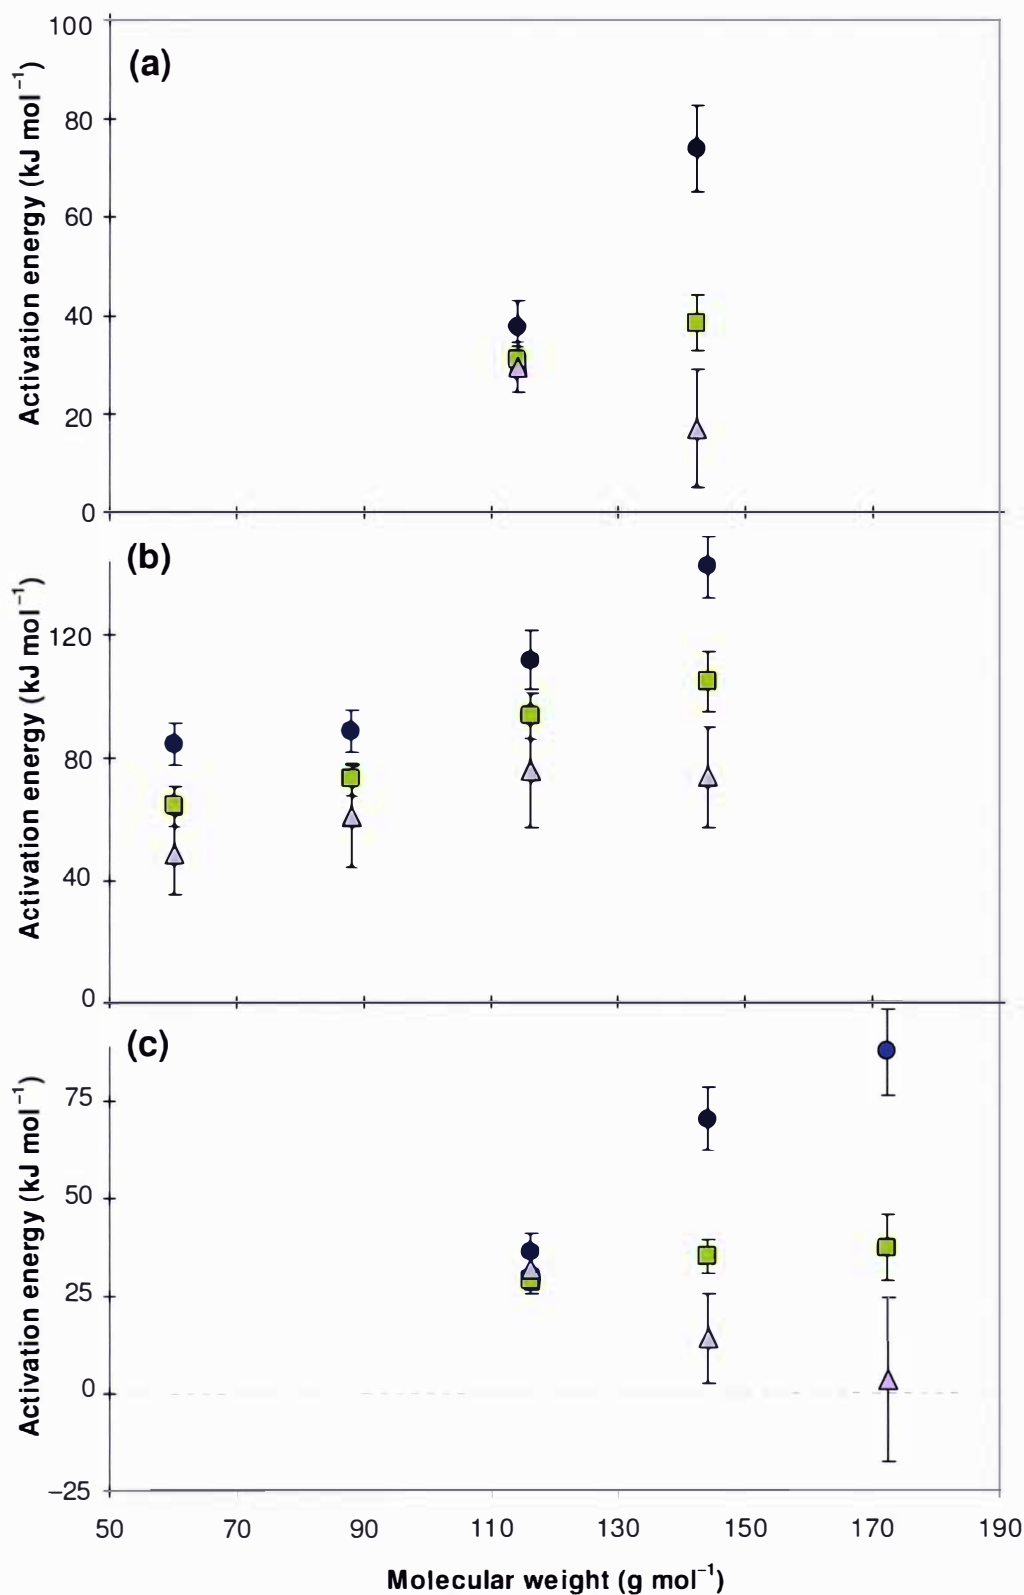 100
(a)
80
60
40
20
0
Activation energy (kJ mol⁻¹)
(b)
120
80
40
0
Activation energy (kJ mol⁻¹)
(c)
75
50
25
0
−25
Activation energy (kJ mol⁻¹)
50 70 90 110 130 150 170 190
Molecular weight (g mol⁻¹)